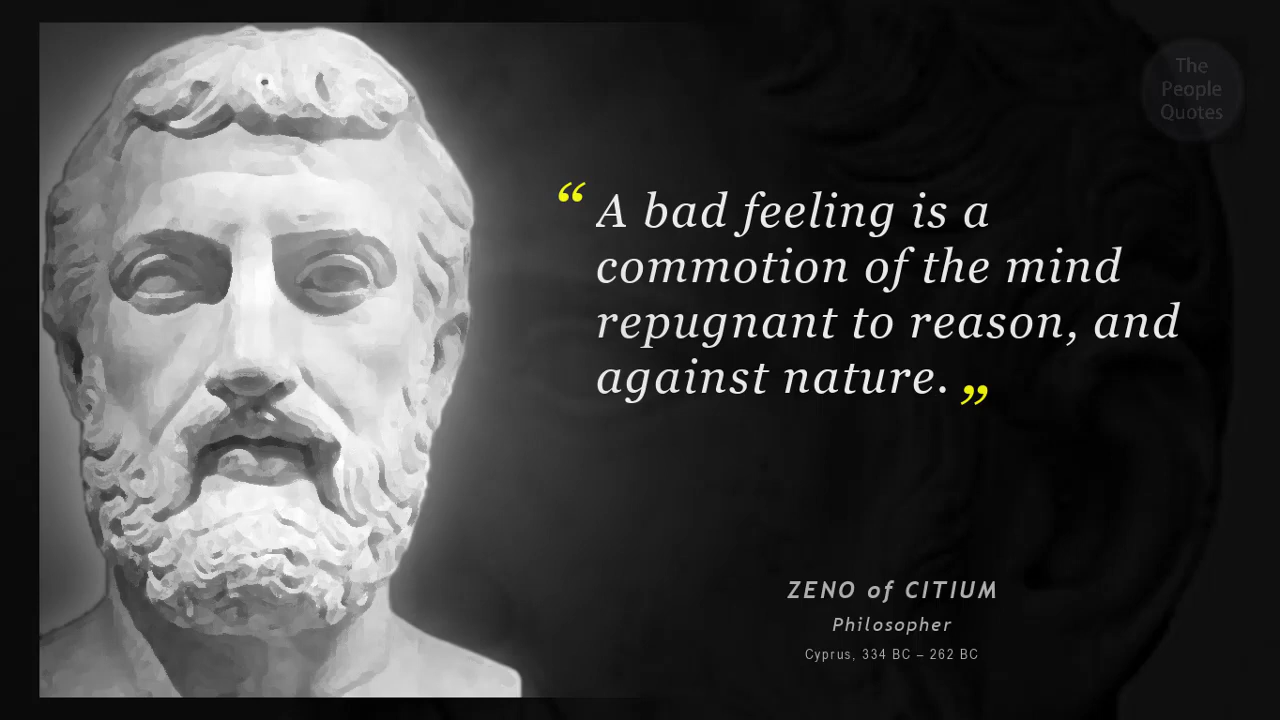 The
People
Quotes
“ A bad feeling is a
commotion of the mind
repugnant to reason, and
against nature. ”
ZENO of CITIUM
Philosopher
Cyprus, 334 BC – 262 BC